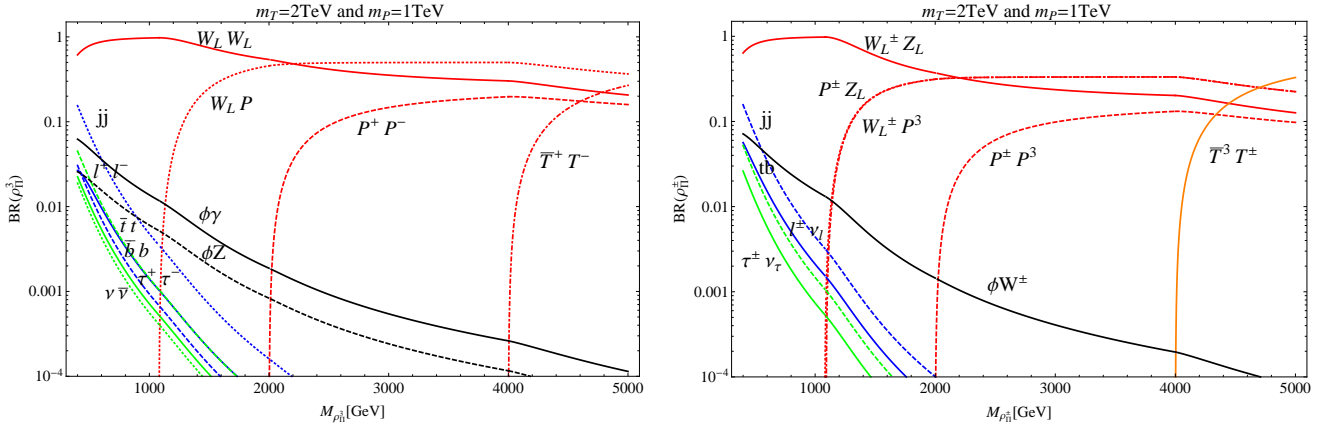 m_T=2TeV and m_P=1TeV
BR(ρ_Π^3)
1
0.1
0.01
0.001
10^-4
W_L W_L
W_L P
jj
P^+ P^-
T̅^+ T^-
l^+ l^-
t̅ t
b̅ b
τ^+ τ^-
ν ν̅
ϕγ
ϕZ
1000 2000 3000 4000 5000
M_ρ_Π^3[GeV]
m_T=2TeV and m_P=1TeV
BR(ρ_Π^±)
1
0.1
0.01
0.001
10^-4
W_L^± Z_L
P^± Z_L
W_L^± P^3
jj
tb
P^± P^3
T̅^3 T^±
l^± ν_l
τ^± ν_τ
ϕW^±
1000 2000 3000 4000 5000
M_ρ_Π^±[GeV]